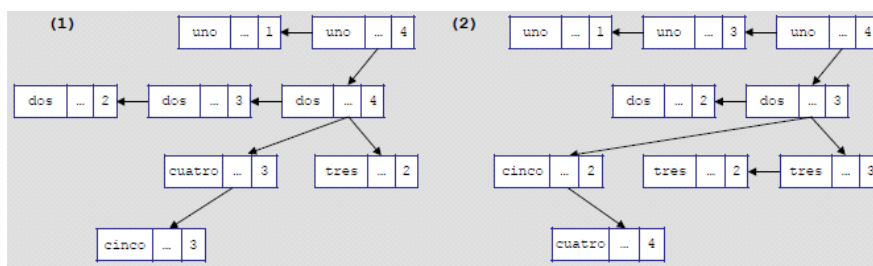 (1)
uno ... 1 uno ... 4
dos ... 2 dos ... 3 dos ... 4
cuatro ... 3 tres ... 2
cinco ... 3
(2)
uno ... 1 uno ... 3 uno ... 4
dos ... 2 dos ... 3
cinco ... 2 tres ... 2 tres ... 3
cuatro ... 4